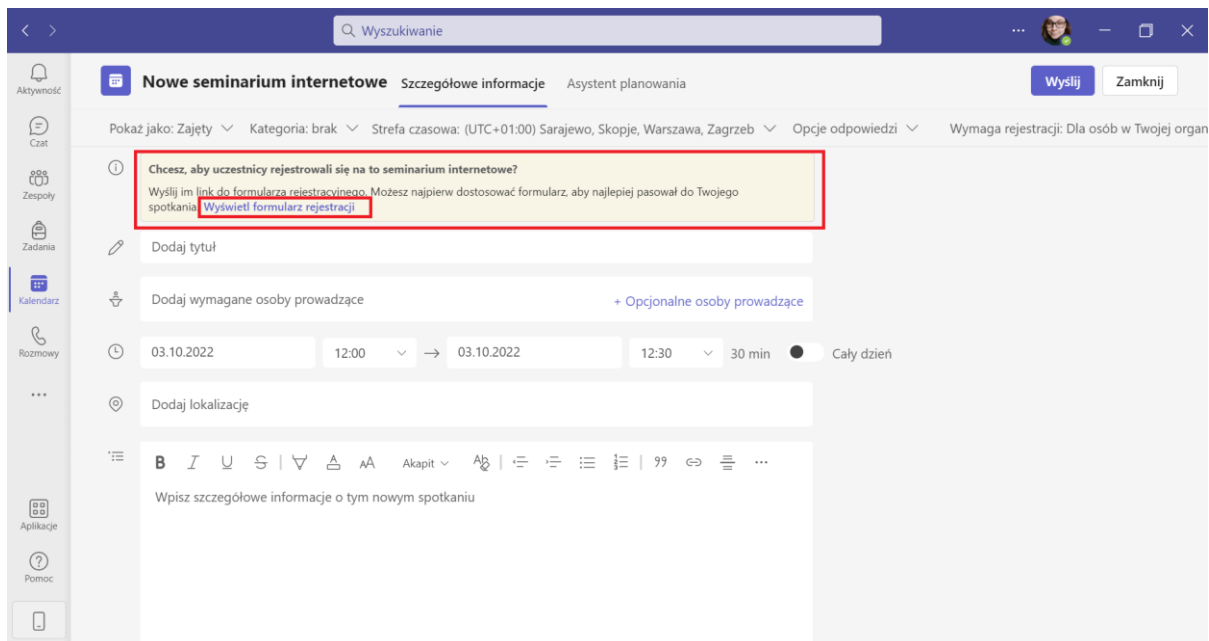 Wyszukiwanie
Aktywność
Czat
Zespoły
Zadania
Kalendarz
Rozmowy
Aplikacje
Pomoc
Nowe seminarium internetowe Szczegółowe informacje Asystent planowania Wyślij Zamknij
Pokaż jako: Zajęty Kategoria: brak Strefa czasowa: (UTC+01:00) Sarajewo, Skopje, Warszawa, Zagrzeb Opcje odpowiedzi Wymaga rejestracji: Dla osób w Twojej organ
Chcesz, aby uczestnicy rejestrowali się na to seminarium internetowe?
Wyślij im link do formularza rejestracyjnego. Możesz najpierw dostosować formularz, aby najlepiej pasował do Twojego
spotkania. Wyświetl formularz rejestracji
Dodaj tytuł
Dodaj wymagane osoby prowadzące + Opcjonalne osoby prowadzące
03.10.2022 12:00 → 03.10.2022 12:30 30 min Cały dzień
Dodaj lokalizację
B I U S A AA Akapit Ab 99
Wpisz szczegółowe informacje o tym nowym spotkaniu